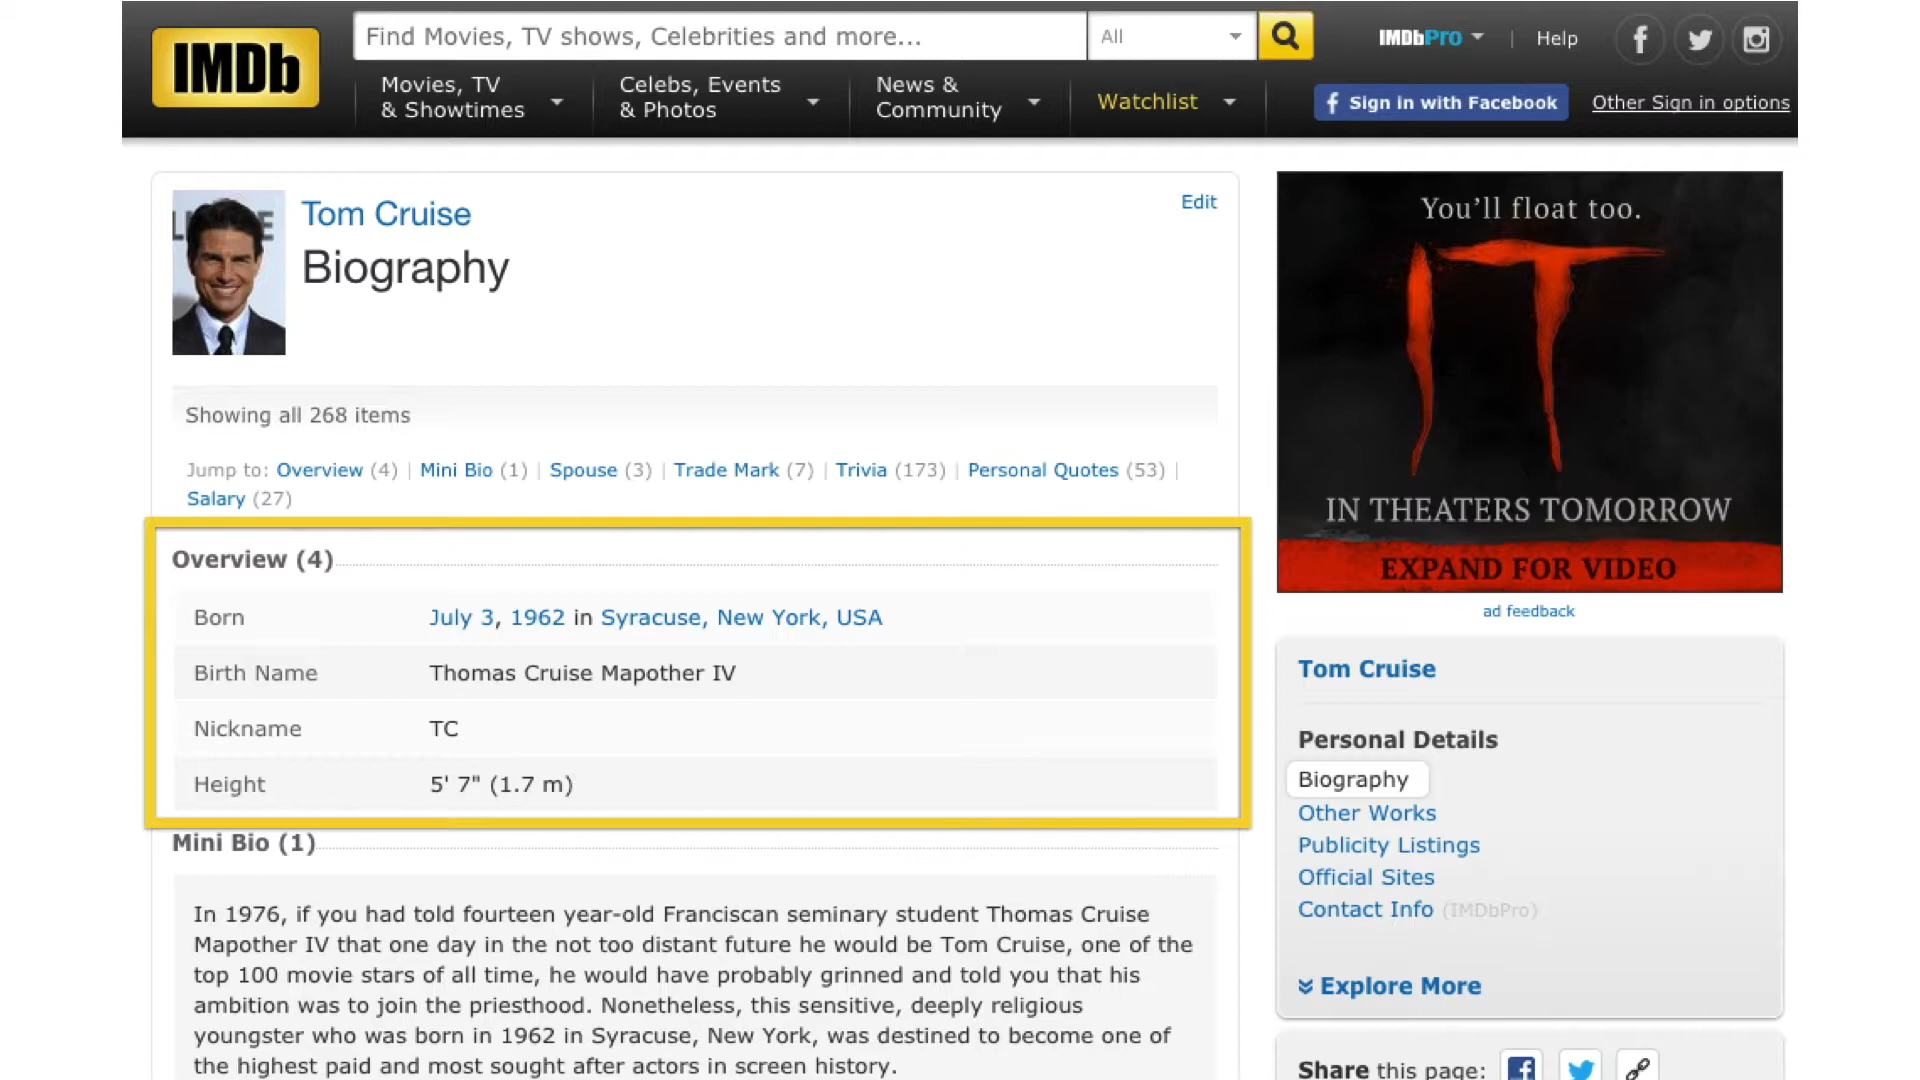 IMDb
Find Movies, TV shows, Celebrities and more...
All
IMDbPro
Help
Movies, TV
& Showtimes
Celebs, Events
& Photos
News &
Community
Watchlist
f Sign in with Facebook
Other Sign in options
Tom Cruise
Edit
Biography
Showing all 268 items
Jump to: Overview (4) | Mini Bio (1) | Spouse (3) | Trade Mark (7) | Trivia (173) | Personal Quotes (53) |
Salary (27)
Overview (4)
Born July 3, 1962 in Syracuse, New York, USA
Birth Name Thomas Cruise Mapother IV
Nickname TC
Height 5' 7" (1.7 m)
Mini Bio (1)
In 1976, if you had told fourteen year-old Franciscan seminary student Thomas Cruise
Mapother IV that one day in the not too distant future he would be Tom Cruise, one of the
top 100 movie stars of all time, he would have probably grinned and told you that his
ambition was to join the priesthood. Nonetheless, this sensitive, deeply religious
youngster who was born in 1962 in Syracuse, New York, was destined to become one of
the highest paid and most sought after actors in screen history.
You'll float too.
IT
IN THEATERS TOMORROW
EXPAND FOR VIDEO
ad feedback
Tom Cruise
Personal Details
Biography
Other Works
Publicity Listings
Official Sites
Contact Info (IMDbPro)
Explore More
Share this page: